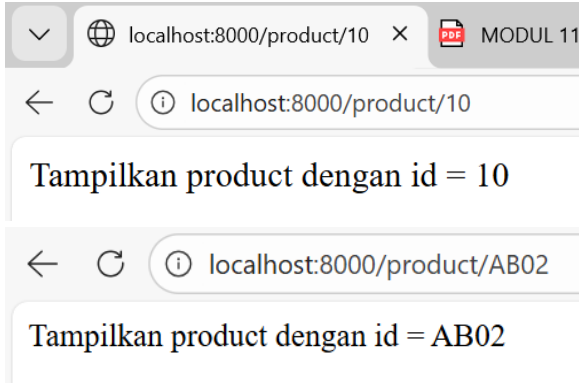 localhost:8000/product/10
MODUL 11
localhost:8000/product/10
Tampilkan product dengan id = 10
localhost:8000/product/AB02
Tampilkan product dengan id = AB02